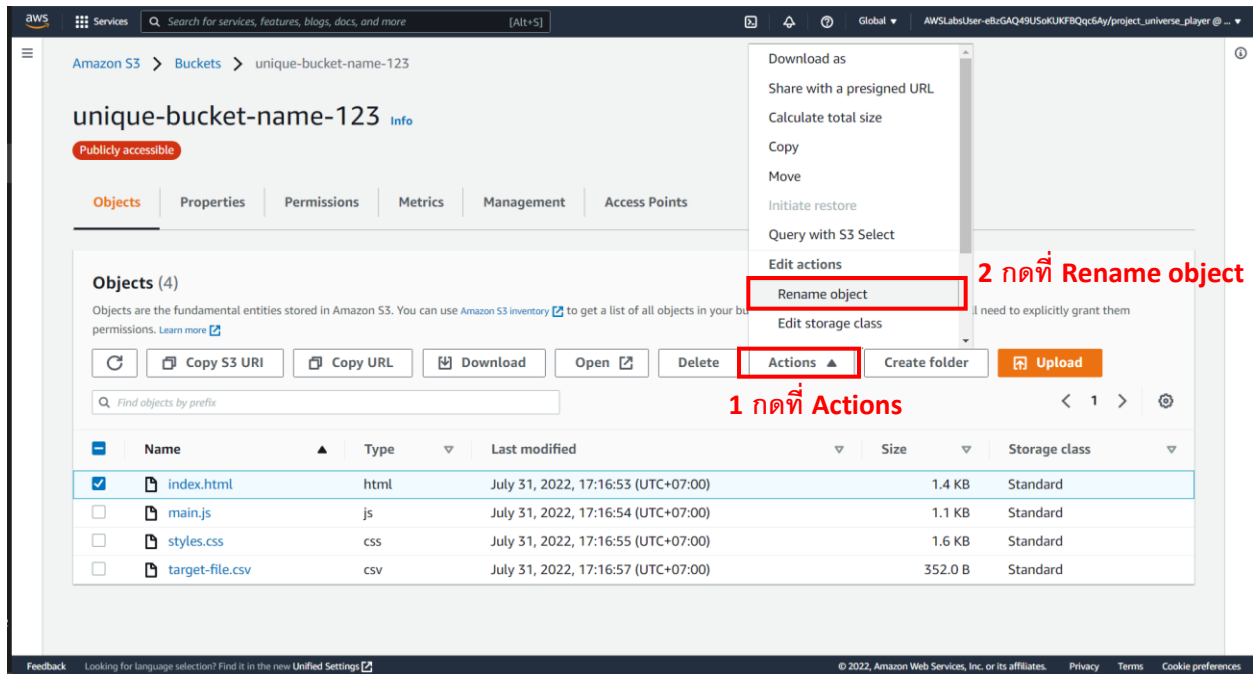 aws Services Search for services, features, blogs, docs, and more [Alt+S] Global AWSLabsUser-eBzGAQ49USoKUKFBQqc6Ay/project_universe_player @ ...
Amazon S3 > Buckets > unique-bucket-name-123
unique-bucket-name-123 Info
Publicly accessible
Objects Properties Permissions Metrics Management Access Points
Download as
Share with a presigned URL
Calculate total size
Copy
Move
Initiate restore
Query with S3 Select
Edit actions
Rename object
Edit storage class
2 กดที่ Rename object
Objects (4)
Objects are the fundamental entities stored in Amazon S3. You can use Amazon S3 inventory to get a list of all objects in your bu need to explicitly grant them
permissions. Learn more
Copy S3 URI Copy URL Download Open Delete Actions Create folder Upload
1 กดที่ Actions
Find objects by prefix 1
Name Type Last modified Size Storage class
index.html html July 31, 2022, 17:16:53 (UTC+07:00) 1.4 KB Standard
main.js js July 31, 2022, 17:16:54 (UTC+07:00) 1.1 KB Standard
styles.css css July 31, 2022, 17:16:55 (UTC+07:00) 1.6 KB Standard
target-file.csv csv July 31, 2022, 17:16:57 (UTC+07:00) 352.0 B Standard
Feedback Looking for language selection? Find it in the new Unified Settings © 2022, Amazon Web Services, Inc. or its affiliates. Privacy Terms Cookie preferences